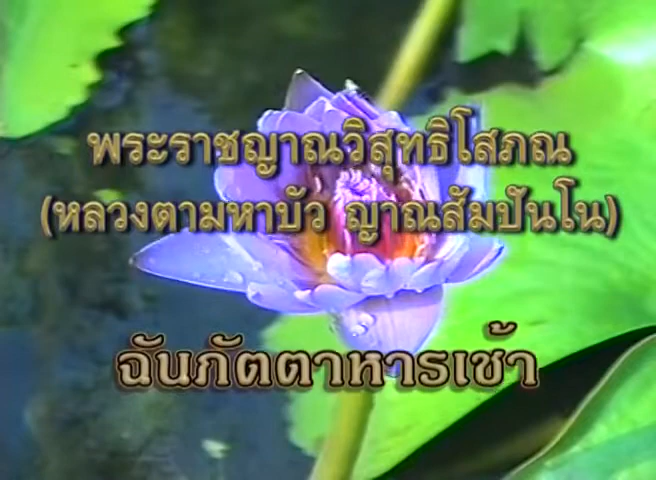 พระราชญาณวิสุทธิโสภณ
(หลวงตามหาบัว ญาณสัมปันโน)
ฉันภัตตาหารเช้า